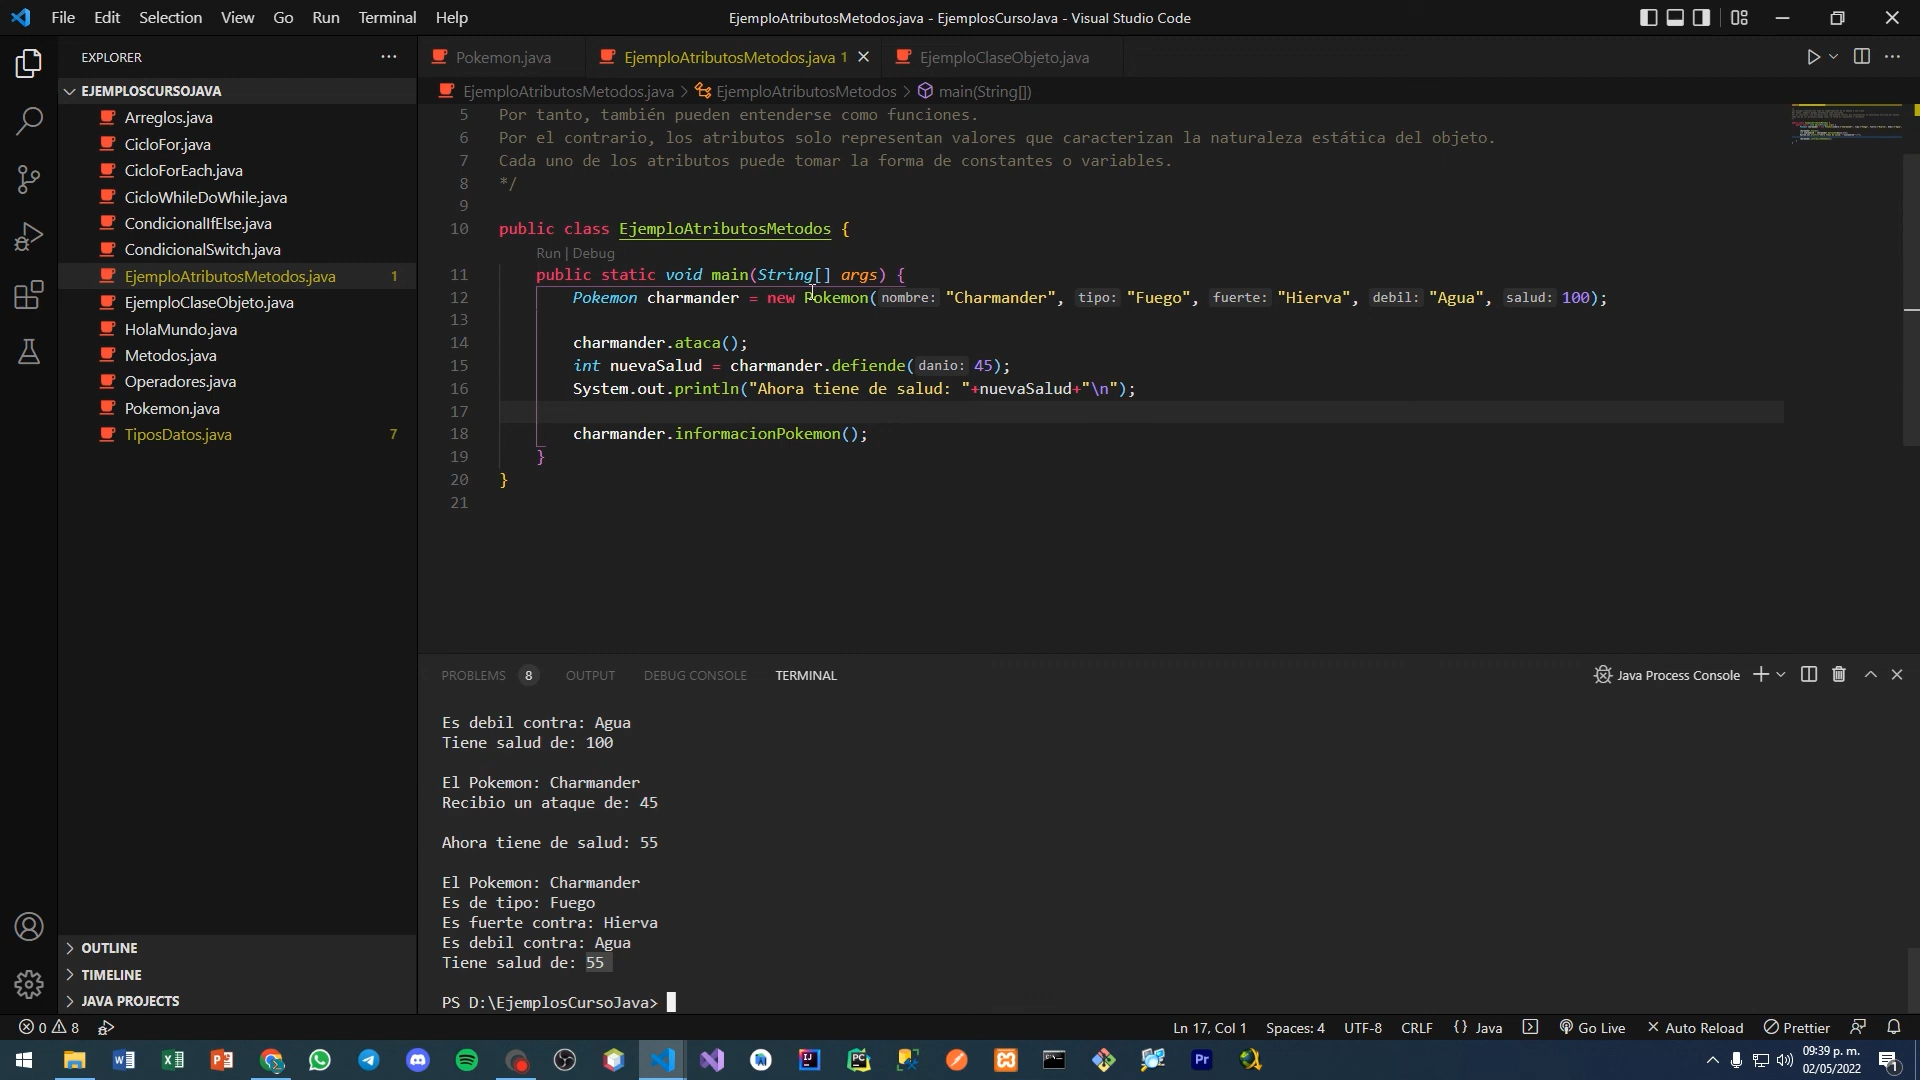 File Edit Selection View Go Run Terminal Help
EjemploAtributosMetodos.java - EjemplosCursoJava - Visual Studio Code
EXPLORER
EJEMPLOSCURSOJAVA
Arreglos.java
CicloFor.java
CicloForEach.java
CicloWhileDoWhile.java
CondicionalIfElse.java
CondicionalSwitch.java
EjemploAtributosMetodos.java 1
EjemploClaseObjeto.java
HolaMundo.java
Metodos.java
Operadores.java
Pokemon.java
TiposDatos.java 7
OUTLINE
TIMELINE
JAVA PROJECTS
Pokemon.java EjemploAtributosMetodos.java 1 EjemploClaseObjeto.java
EjemploAtributosMetodos.java > EjemploAtributosMetodos > main(String[])
5 Por tanto, también pueden entenderse como funciones.
6 Por el contrario, los atributos solo representan valores que caracterizan la naturaleza estática del objeto.
7 Cada uno de los atributos puede tomar la forma de constantes o variables.
8 */
9
10 public class EjemploAtributosMetodos {
Run | Debug
11 public static void main(String[] args) {
12 Pokemon charmander = new Pokemon(nombre: "Charmander", tipo: "Fuego", fuerte: "Hierva", debil: "Agua", salud: 100);
13
14 charmander.ataca();
15 int nuevaSalud = charmander.defiende(danio: 45);
16 System.out.println("Ahora tiene de salud: "+nuevaSalud+"\n");
17
18 charmander.informacionPokemon();
19 }
20 }
21
PROBLEMS 8 OUTPUT DEBUG CONSOLE TERMINAL
Java Process Console
Es debil contra: Agua
Tiene salud de: 100
El Pokemon: Charmander
Recibio un ataque de: 45
Ahora tiene de salud: 55
El Pokemon: Charmander
Es de tipo: Fuego
Es fuerte contra: Hierva
Es debil contra: Agua
Tiene salud de: 55
PS D:\EjemplosCursoJava>
0 8
Ln 17, Col 1 Spaces: 4 UTF-8 CRLF {} Java Go Live Auto Reload Prettier
09:39 p. m.
02/05/2022
1